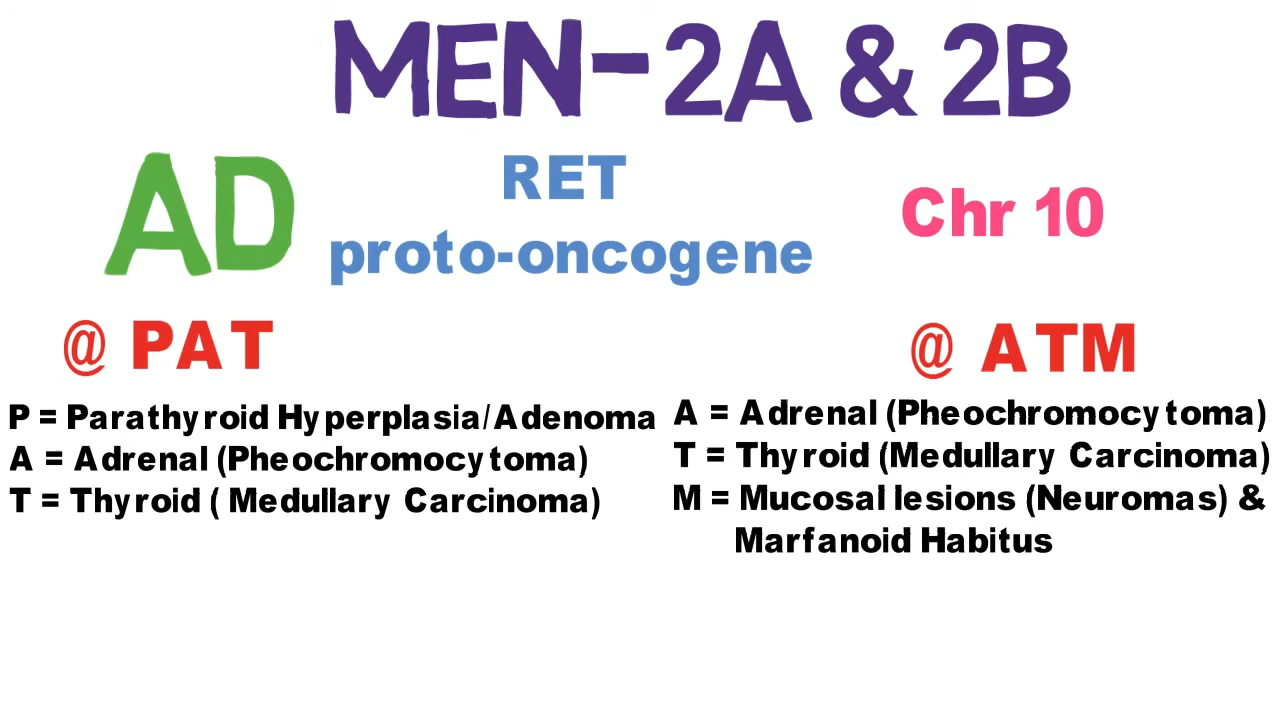 MEN-2A & 2B
AD
RET
proto-oncogene
Chr 10
@ PAT
P = Parathyroid Hyperplasia/Adenoma
A = Adrenal (Pheochromocytoma)
T = Thyroid ( Medullary Carcinoma)
@ ATM
A = Adrenal (Pheochromocytoma)
T = Thyroid (Medullary Carcinoma)
M = Mucosal lesions (Neuromas) &
Marfanoid Habitus